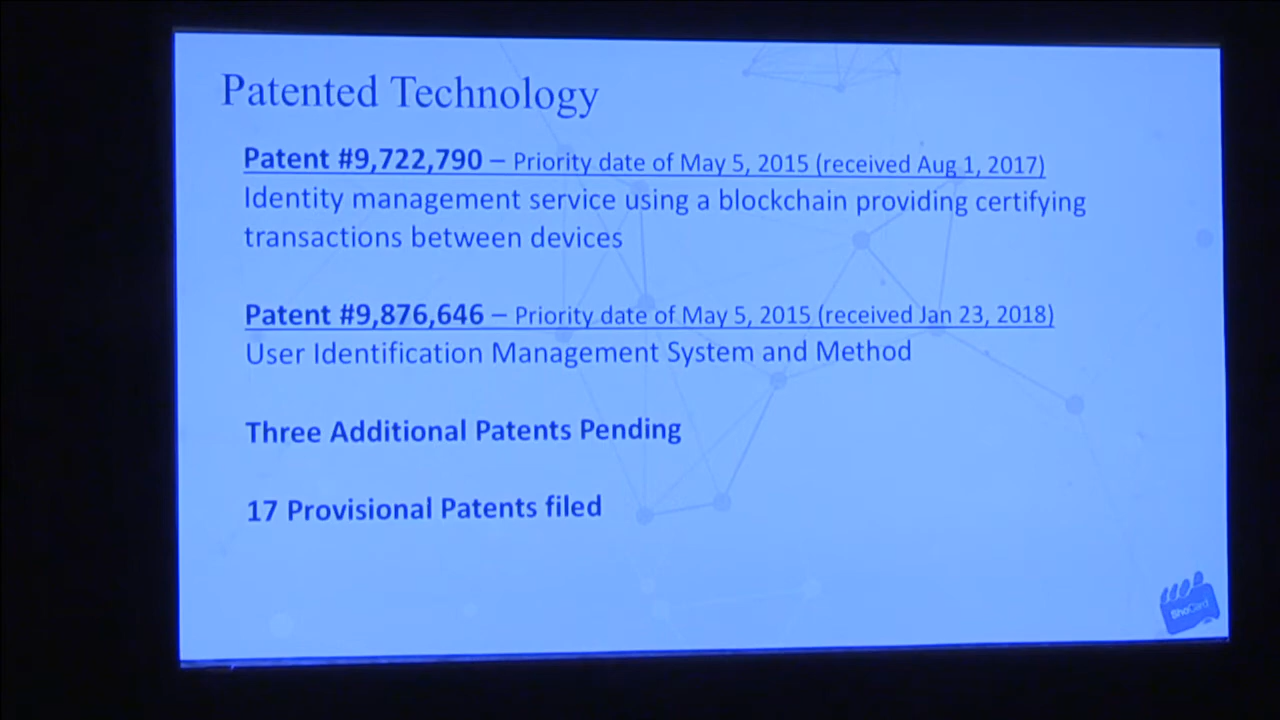 Patented Technology
Patent #9,722,790 – Priority date of May 5, 2015 (received Aug 1, 2017)
Identity management service using a blockchain providing certifying
transactions between devices
Patent #9,876,646 – Priority date of May 5, 2015 (received Jan 23, 2018)
User Identification Management System and Method
Three Additional Patents Pending
17 Provisional Patents filed
ShoCard